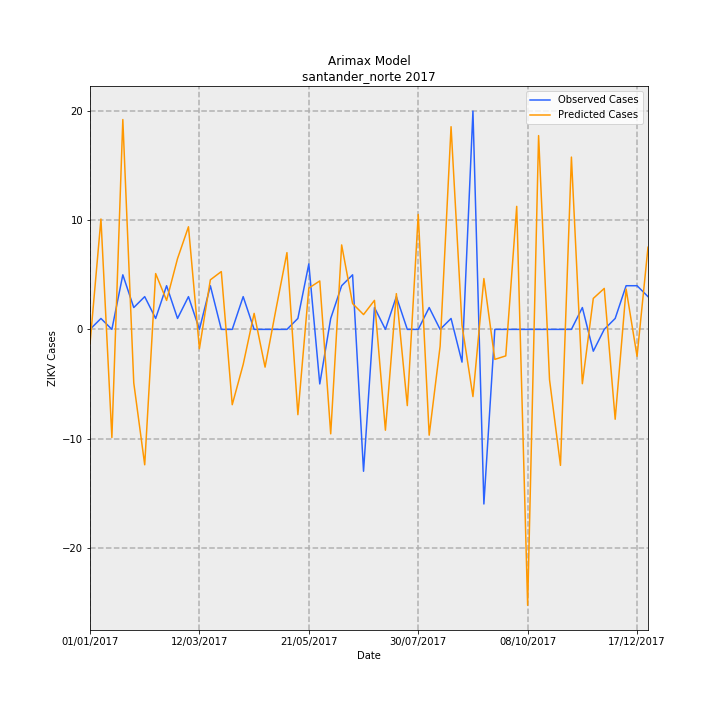 Arimax Model
santander_norte 2017
Observed Cases
Predicted Cases
20
10
0
−10
−20
ZIKV Cases
01/01/2017 12/03/2017 21/05/2017 30/07/2017 08/10/2017 17/12/2017
Date